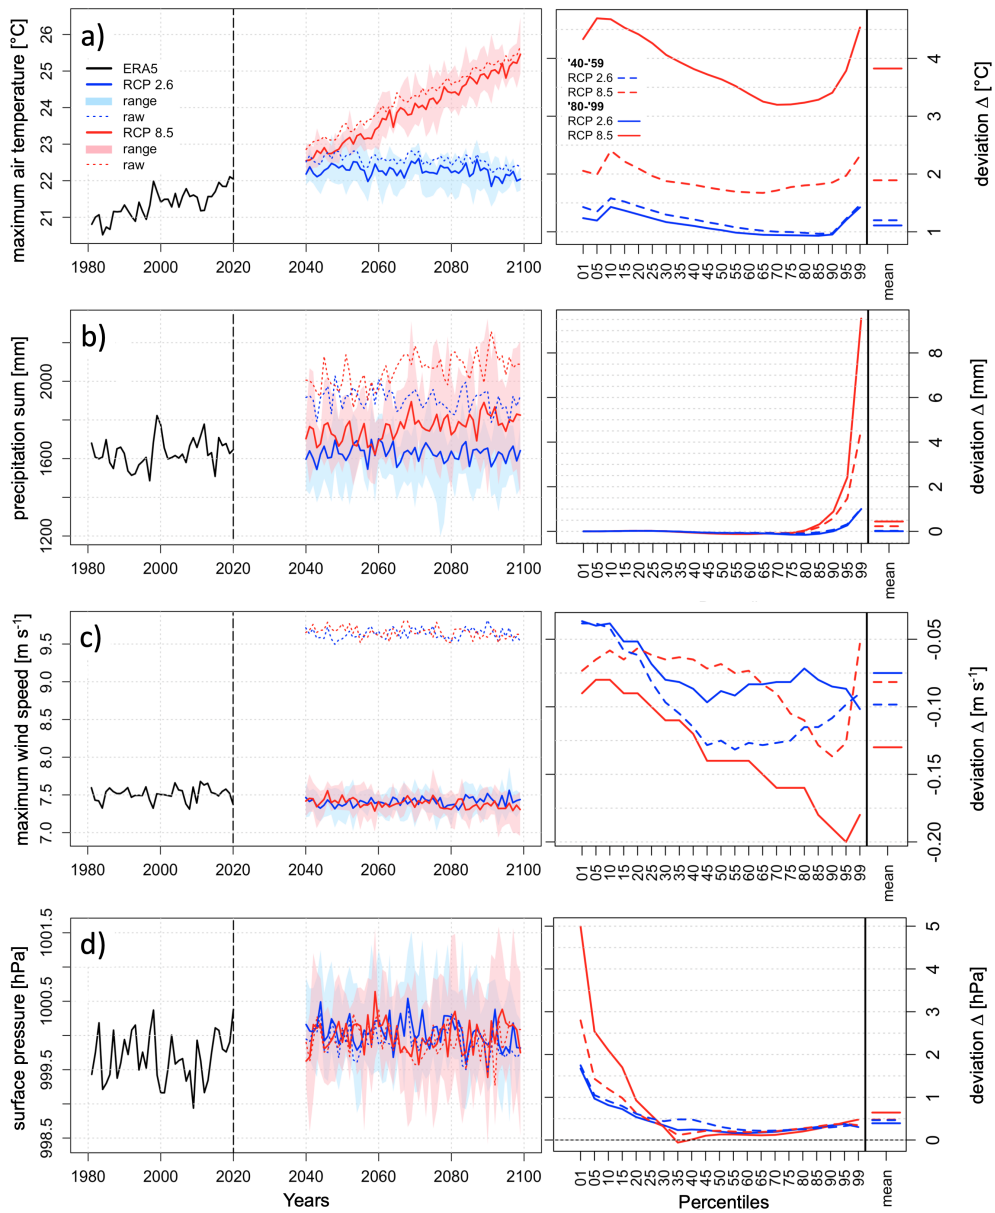 a)
maximum air temperature [°C]
26
25
24
23
22
21
ERA5
RCP 2.6
range
raw
RCP 8.5
range
raw
1980 2000 2020 2040 2060 2080 2100
'40-'59
RCP 2.6
RCP 8.5
'80-'99
RCP 2.6
RCP 8.5
4
3
2
1
deviation Δ [°C]
01 05 10 15 20 25 30 35 40 45 50 55 60 65 70 75 80 85 90 95 99 mean
b)
precipitation sum [mm]
2000
1600
1200
1980 2000 2020 2040 2060 2080 2100
8
6
4
2
0
deviation Δ [mm]
01 05 10 15 20 25 30 35 40 45 50 55 60 65 70 75 80 85 90 95 99 mean
c)
maximum wind speed [m s⁻¹]
9.5
9.0
8.5
8.0
7.5
7.0
1980 2000 2020 2040 2060 2080 2100
-0.05
-0.10
-0.15
-0.20
deviation Δ [m s⁻¹]
01 05 10 15 20 25 30 35 40 45 50 55 60 65 70 75 80 85 90 95 99 mean
d)
surface pressure [hPa]
1001.5
1000.5
999.5
998.5
1980 2000 2020 2040 2060 2080 2100
Years
5
4
3
2
1
0
deviation Δ [hPa]
01 05 10 15 20 25 30 35 40 45 50 55 60 65 70 75 80 85 90 95 99 mean
Percentiles